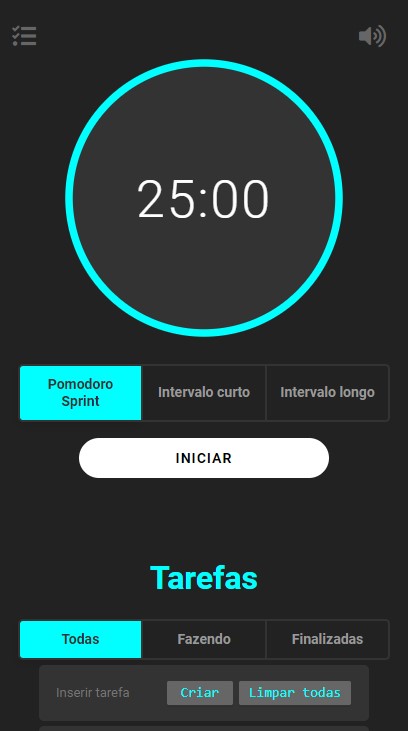 25:00
Pomodoro
Sprint
Intervalo curto
Intervalo longo
INICIAR
Tarefas
Todas
Fazendo
Finalizadas
Inserir tarefa
Criar
Limpar todas